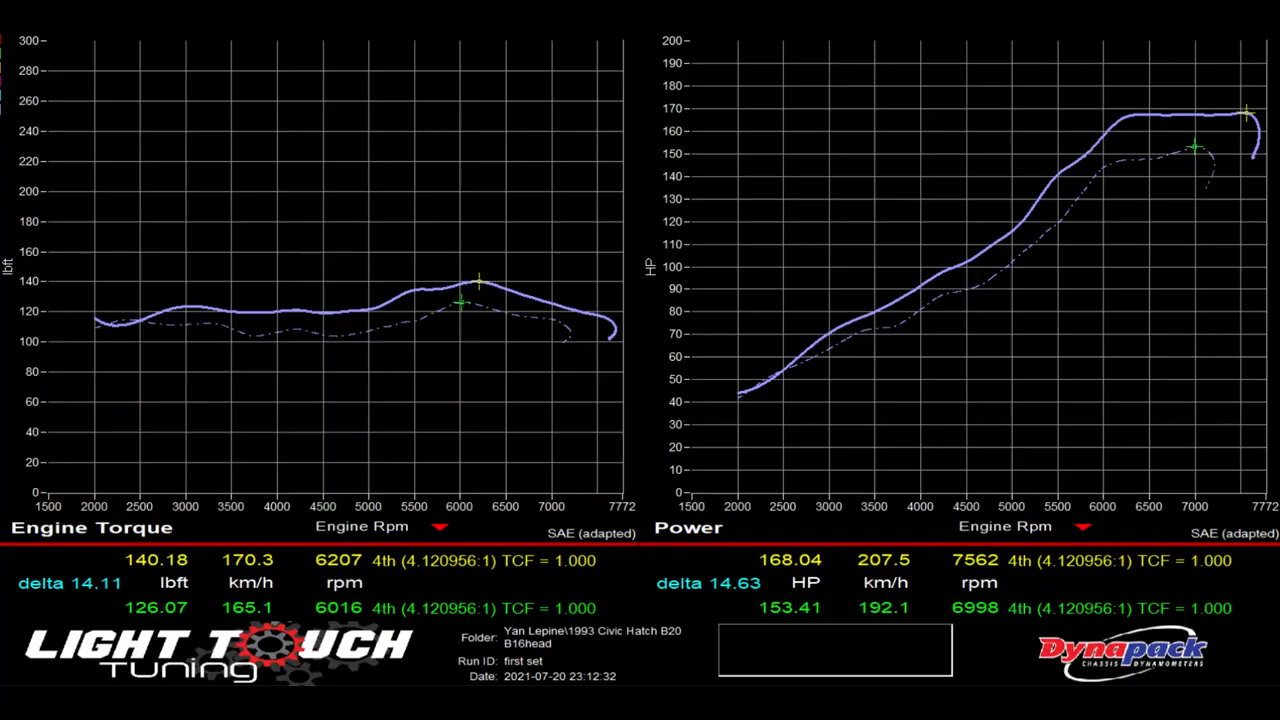 300
280
260
240
220
200
180
160
140
120
100
80
60
40
20
0
lbft
1500 2000 2500 3000 3500 4000 4500 5000 5500 6000 6500 7000 7772
Engine Torque
Engine Rpm
SAE (adapted)
200
190
180
170
160
150
140
130
120
110
100
90
80
70
60
50
40
30
20
10
0
HP
1500 2000 2500 3000 3500 4000 4500 5000 5500 6000 6500 7000 7772
Power
Engine Rpm
SAE (adapted)
140.18 170.3 6207 4th (4.120956:1) TCF = 1.000
delta 14.11 lbft km/h rpm
126.07 165.1 6016 4th (4.120956:1) TCF = 1.000
168.04 207.5 7562 4th (4.120956:1) TCF = 1.000
delta 14.63 HP km/h rpm
153.41 192.1 6998 4th (4.120956:1) TCF = 1.000
LIGHT TOUCH
Tuning
Folder: Yan Lepine\1993 Civic Hatch B20
B16head
Run ID: first set
Date: 2021-07-20 23:12:32
Dynapack
CHASSIS DYNAMOMETERS